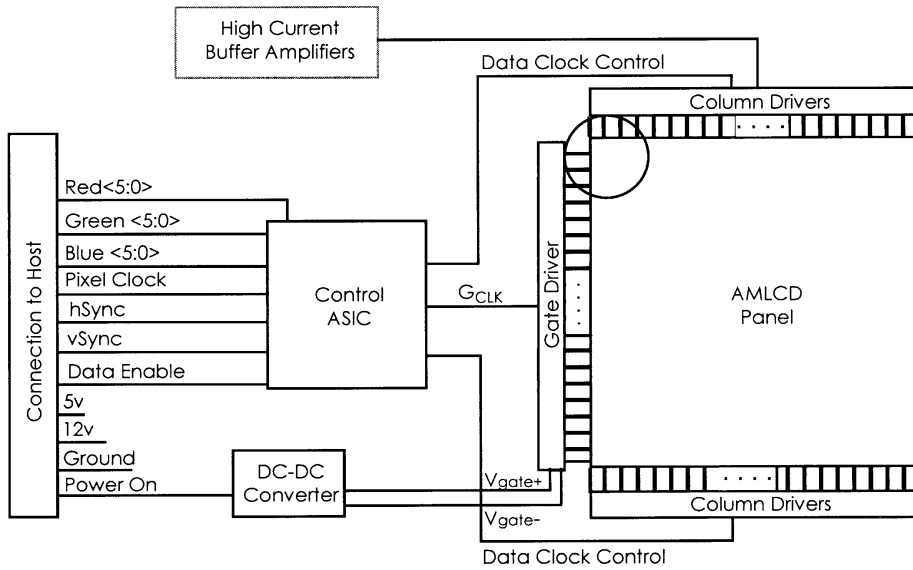 High Current
Buffer Amplifiers
Data Clock Control
Column Drivers
. . . .
Connection to Host
Red<5:0>
Green <5:0>
Blue <5:0>
Pixel Clock
hSync
vSync
Data Enable
5v
12v
Ground
Power On
Control
ASIC
GCLK
Gate Driver
. . . .
AMLCD
Panel
DC-DC
Converter
Vgate+
Vgate-
. . . .
Column Drivers
Data Clock Control